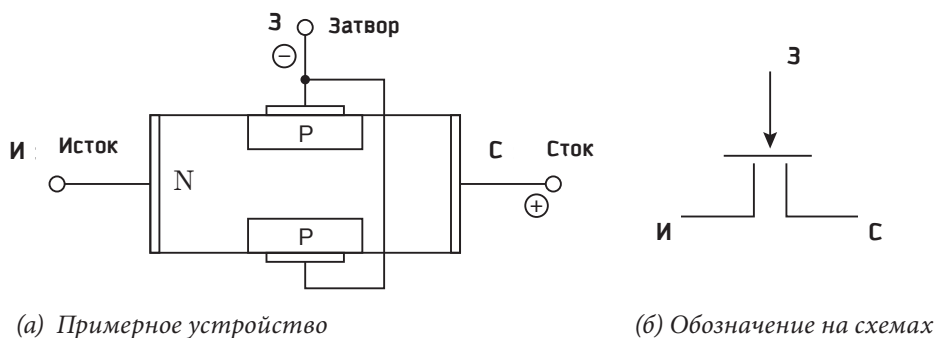 З Затвор
−
P
И Исток
N
С Сток
+
P
З
И
С
(а) Примерное устройство
(б) Обозначение на схемах